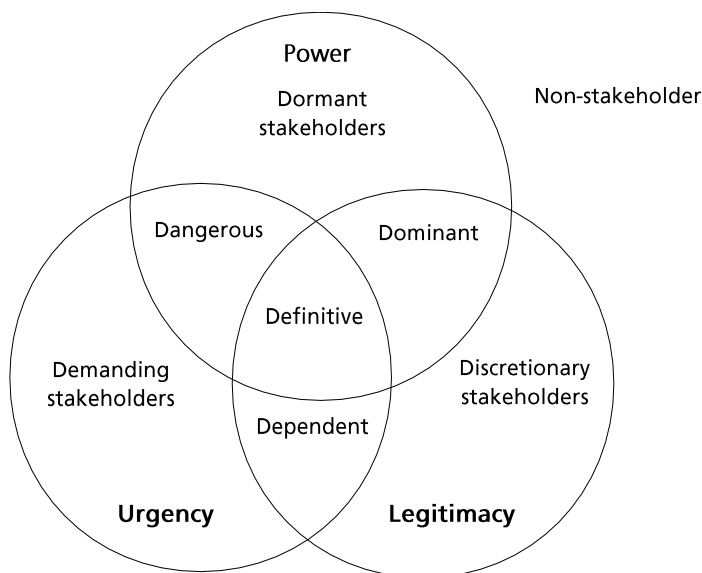 Power
Dormant
stakeholders
Non-stakeholder
Dangerous
Dominant
Definitive
Demanding
stakeholders
Discretionary
stakeholders
Dependent
Urgency
Legitimacy